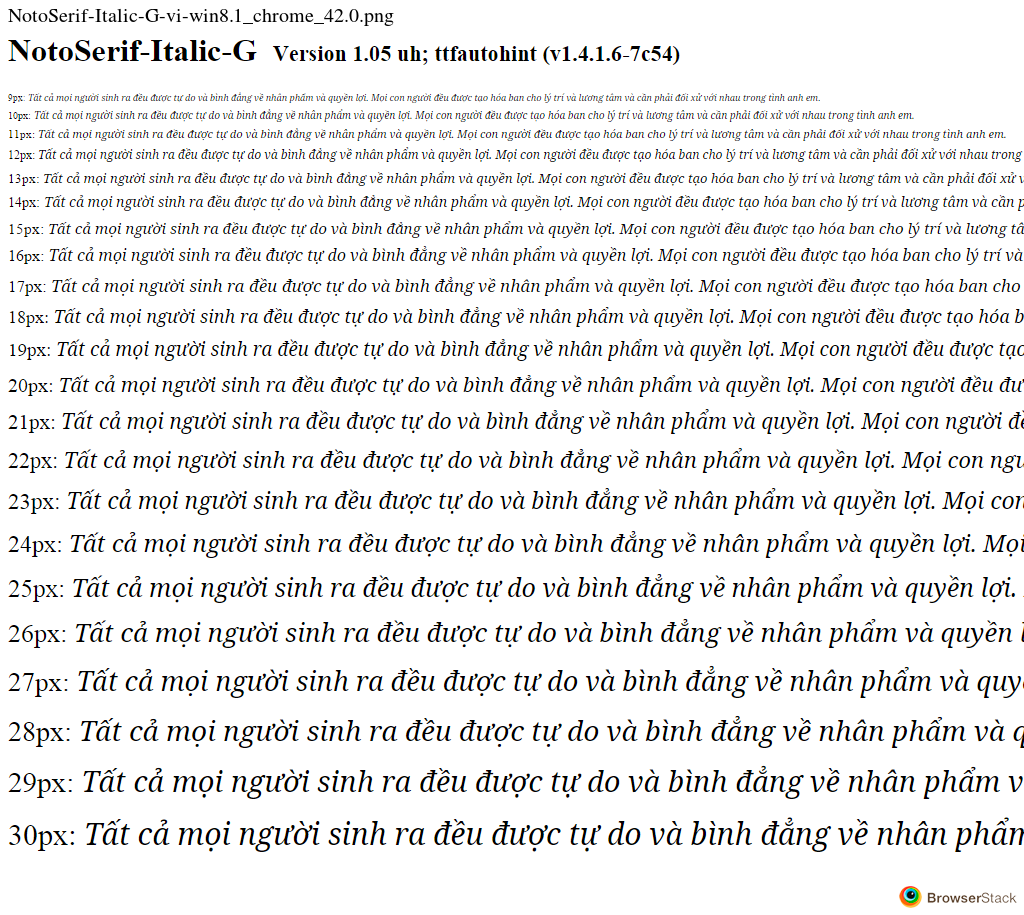 NotoSerif-Italic-G-vi-win8.1_chrome_42.0.png
NotoSerif-Italic-G Version 1.05 uh; ttfautohint (v1.4.1.6-7c54)
9px: Tất cả mọi người sinh ra đều được tự do và bình đẳng về nhân phẩm và quyền lợi. Mọi con người đều được tạo hóa ban cho lý trí và lương tâm và cần phải đối xử với nhau trong tình anh em.
10px: Tất cả mọi người sinh ra đều được tự do và bình đẳng về nhân phẩm và quyền lợi. Mọi con người đều được tạo hóa ban cho lý trí và lương tâm và cần phải đối xử với nhau trong tình anh em.
11px: Tất cả mọi người sinh ra đều được tự do và bình đẳng về nhân phẩm và quyền lợi. Mọi con người đều được tạo hóa ban cho lý trí và lương tâm và cần phải đối xử với nhau trong tình anh em.
12px: Tất cả mọi người sinh ra đều được tự do và bình đẳng về nhân phẩm và quyền lợi. Mọi con người đều được tạo hóa ban cho lý trí và lương tâm và cần phải đối xử với nhau trong
13px: Tất cả mọi người sinh ra đều được tự do và bình đẳng về nhân phẩm và quyền lợi. Mọi con người đều được tạo hóa ban cho lý trí và lương tâm và cần phải đối xử v
14px: Tất cả mọi người sinh ra đều được tự do và bình đẳng về nhân phẩm và quyền lợi. Mọi con người đều được tạo hóa ban cho lý trí và lương tâm và cần p
15px: Tất cả mọi người sinh ra đều được tự do và bình đẳng về nhân phẩm và quyền lợi. Mọi con người đều được tạo hóa ban cho lý trí và lương tâ
16px: Tất cả mọi người sinh ra đều được tự do và bình đẳng về nhân phẩm và quyền lợi. Mọi con người đều được tạo hóa ban cho lý trí và
17px: Tất cả mọi người sinh ra đều được tự do và bình đẳng về nhân phẩm và quyền lợi. Mọi con người đều được tạo hóa ban cho
18px: Tất cả mọi người sinh ra đều được tự do và bình đẳng về nhân phẩm và quyền lợi. Mọi con người đều được tạo hóa b
19px: Tất cả mọi người sinh ra đều được tự do và bình đẳng về nhân phẩm và quyền lợi. Mọi con người đều được tạo
20px: Tất cả mọi người sinh ra đều được tự do và bình đẳng về nhân phẩm và quyền lợi. Mọi con người đều đư
21px: Tất cả mọi người sinh ra đều được tự do và bình đẳng về nhân phẩm và quyền lợi. Mọi con người đề
22px: Tất cả mọi người sinh ra đều được tự do và bình đẳng về nhân phẩm và quyền lợi. Mọi con ngư
23px: Tất cả mọi người sinh ra đều được tự do và bình đẳng về nhân phẩm và quyền lợi. Mọi con
24px: Tất cả mọi người sinh ra đều được tự do và bình đẳng về nhân phẩm và quyền lợi. Mọi
25px: Tất cả mọi người sinh ra đều được tự do và bình đẳng về nhân phẩm và quyền lợi.
26px: Tất cả mọi người sinh ra đều được tự do và bình đẳng về nhân phẩm và quyền l
27px: Tất cả mọi người sinh ra đều được tự do và bình đẳng về nhân phẩm và quy
28px: Tất cả mọi người sinh ra đều được tự do và bình đẳng về nhân phẩm và q
29px: Tất cả mọi người sinh ra đều được tự do và bình đẳng về nhân phẩm v
30px: Tất cả mọi người sinh ra đều được tự do và bình đẳng về nhân phẩm
BrowserStack